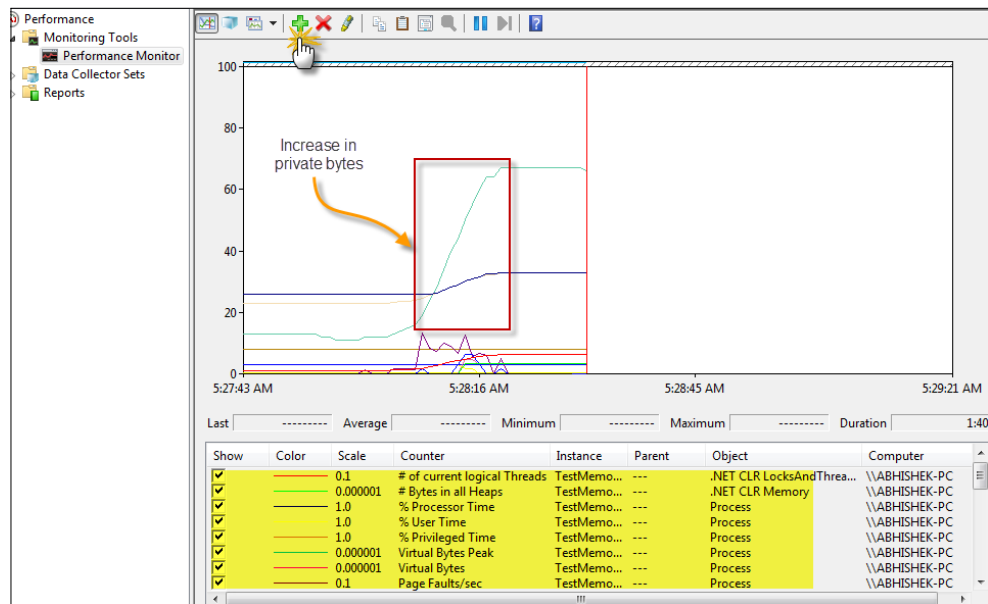 Performance
Monitoring Tools
Performance Monitor
Data Collector Sets
Reports
100
80
60
40
20
0
Increase in
private bytes
5:27:43 AM 5:28:16 AM 5:28:45 AM 5:29:21 AM
Last --------- Average --------- Minimum --------- Maximum --------- Duration 1:40
Show Color Scale Counter Instance Parent Object Computer
0.1 # of current logical Threads TestMemo... --- .NET CLR LocksAndThrea... \\ABHISHEK-PC
0.000001 # Bytes in all Heaps TestMemo... --- .NET CLR Memory \\ABHISHEK-PC
1.0 % Processor Time TestMemo... --- Process \\ABHISHEK-PC
1.0 % User Time TestMemo... --- Process \\ABHISHEK-PC
1.0 % Privileged Time TestMemo... --- Process \\ABHISHEK-PC
0.000001 Virtual Bytes Peak TestMemo... --- Process \\ABHISHEK-PC
0.000001 Virtual Bytes TestMemo... --- Process \\ABHISHEK-PC
0.1 Page Faults/sec TestMemo... --- Process \\ABHISHEK-PC